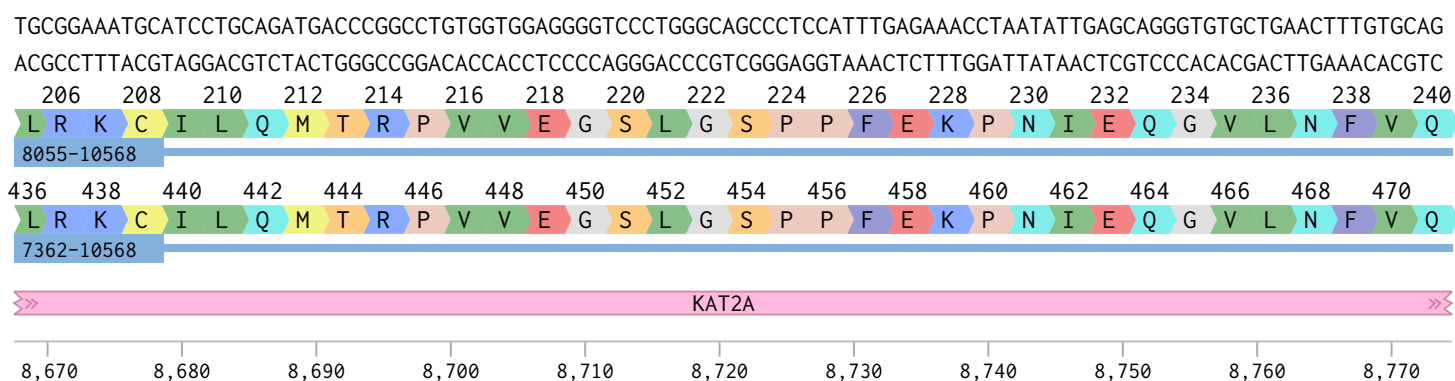 TGCGGAAATGCATCCTGCAGATGACCCGGCCTGTGGTGGAGGGGTCCCTGGGCAGCCCTCCATTTGAGAAACCTAATATTGAGCAGGGTGTGCTGAACTTTGTGCAG
ACGCCTTTACGTAGGACGTCTACTGGGCCGGACACCACCTCCCCAGGGACCCGTCGGGAGGTAAACTCTTTGGATTATAACTCGTCCCACACGACTTGAAACACGTC
206 208 210 212 214 216 218 220 222 224 226 228 230 232 234 236 238 240
L R K C I L Q M T R P V V E G S L G S P P F E K P N I E Q G V L N F V Q
8055-10568
436 438 440 442 444 446 448 450 452 454 456 458 460 462 464 466 468 470
L R K C I L Q M T R P V V E G S L G S P P F E K P N I E Q G V L N F V Q
7362-10568
KAT2A
8,670 8,680 8,690 8,700 8,710 8,720 8,730 8,740 8,750 8,760 8,770